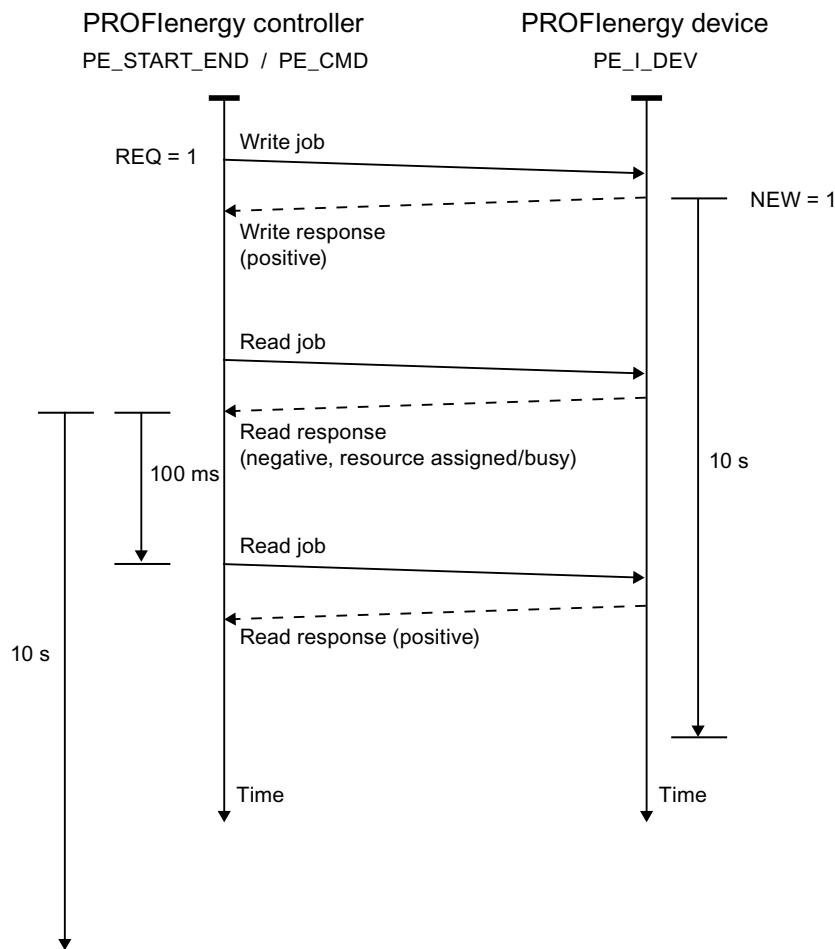 PROFIenergy controller
PROFIenergy device
PE_START_END / PE_CMD
PE_I_DEV
Write job
REQ = 1
NEW = 1
Write response
(positive)
Read job
Read response
(negative, resource assigned/busy)
10 s
100 ms
Read job
Read response (positive)
10 s
Time
Time